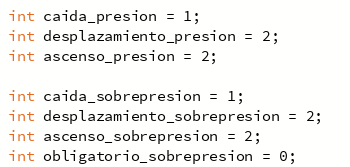 int caida_presion = 1;
int desplazamiento_presion = 2;
int ascenso_presion = 2;
int caida_sobrepresion = 1;
int desplazamiento_sobrepresion = 2;
int ascenso_sobrepresion = 2;
int obligatorio_sobrepresion = 0;